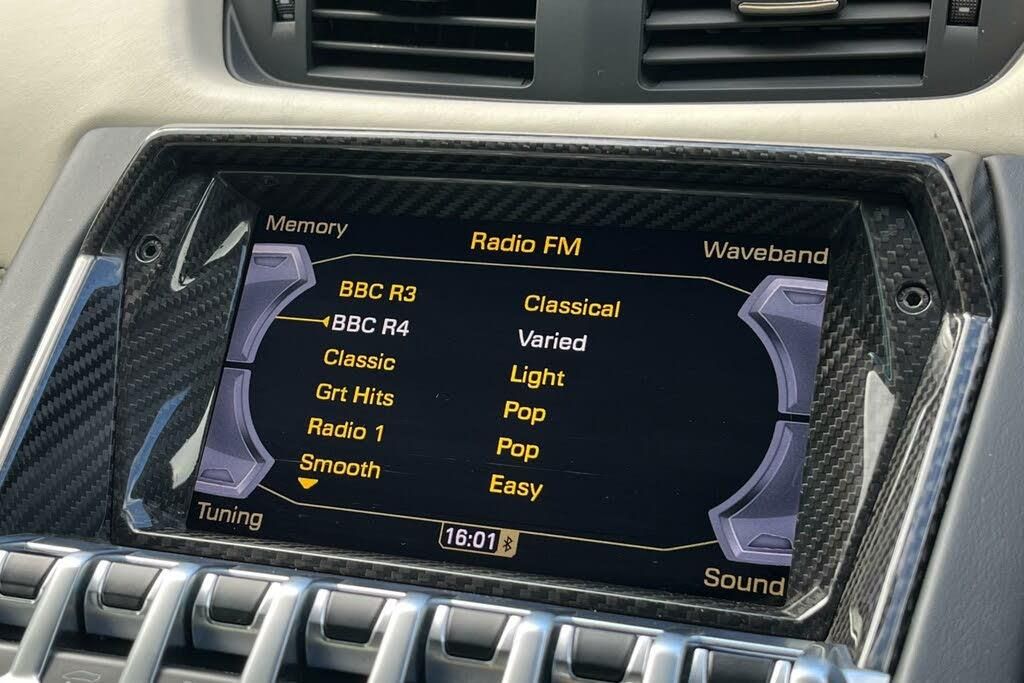 Memory
Radio FM
Waveband
BBC R3 Classical
BBC R4 Varied
Classic Light
Grt Hits Pop
Radio 1 Pop
Smooth Easy
Tuning
16:01
Sound